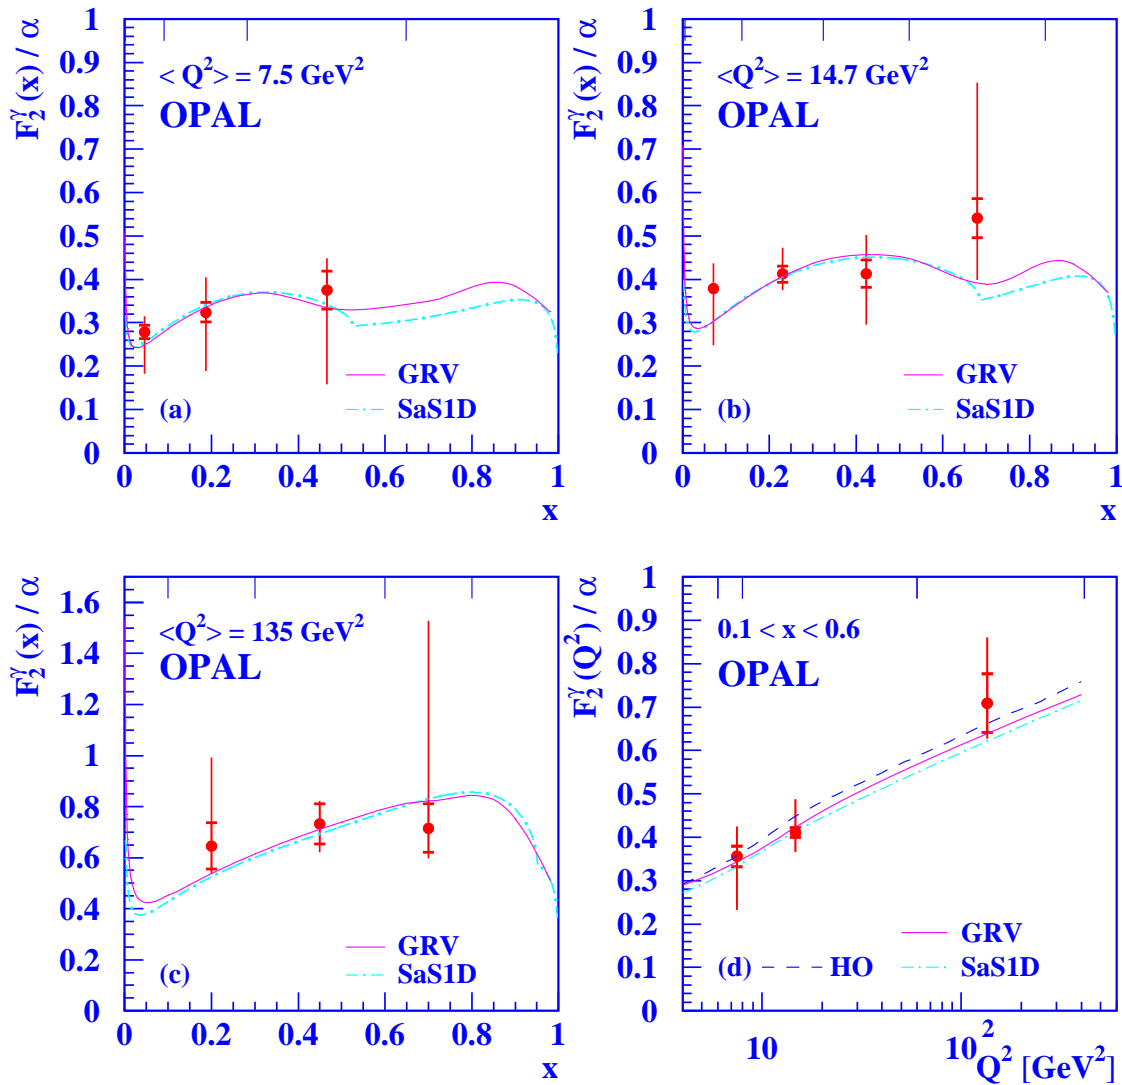 F₂^γ(x) / α
1
0.9
0.8
0.7
0.6
0.5
0.4
0.3
0.2
0.1
0
< Q² > = 7.5 GeV²
OPAL
GRV
SaS1D
(a)
0 0.2 0.4 0.6 0.8 1
x
F₂^γ(x) / α
1
0.9
0.8
0.7
0.6
0.5
0.4
0.3
0.2
0.1
0
<Q²> = 14.7 GeV²
OPAL
GRV
SaS1D
(b)
0 0.2 0.4 0.6 0.8 1
x
F₂^γ(x) / α
1.6
1.4
1.2
1
0.8
0.6
0.4
0.2
0
<Q²> = 135 GeV²
OPAL
GRV
SaS1D
(c)
0 0.2 0.4 0.6 0.8 1
x
F₂^γ(Q²) / α
1
0.9
0.8
0.7
0.6
0.5
0.4
0.3
0.2
0.1
0
0.1 < x < 0.6
OPAL
GRV
(d) HO SaS1D
10 10²
Q² [GeV²]